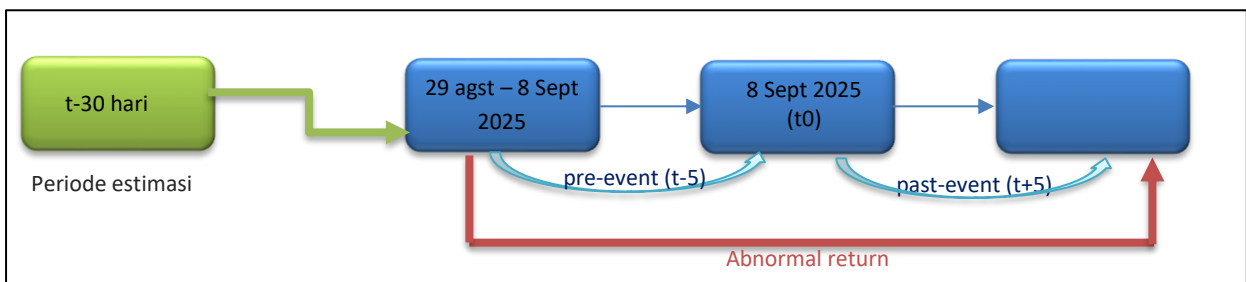 t-30 hari
29 agst – 8 Sept
2025
8 Sept 2025
(t0)
Periode estimasi
pre-event (t-5)
past-event (t+5)
Abnormal return